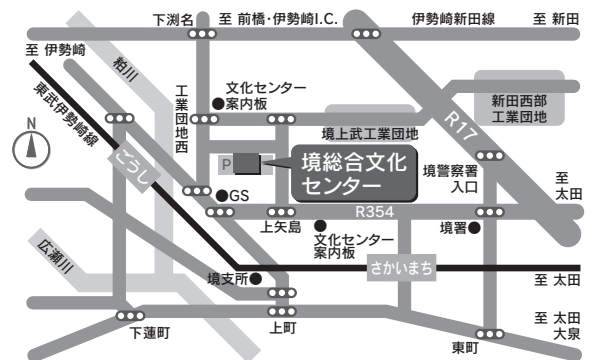 下渕名
至 前橋・伊勢崎I.C.
伊勢崎新田線
至 新田
至 伊勢崎
粕川
東武伊勢崎線
工業団地西
文化センター
案内板
境上武工業団地
R17
新田西部
工業団地
N
ごうし
P
境総合文化
センター
境警察署
入口
至
太田
GS
上矢島
R354
文化センター
案内板
境署
広瀬川
境支所
さかいまち
至 太田
下蓮町
上町
東町
至 太田
大泉